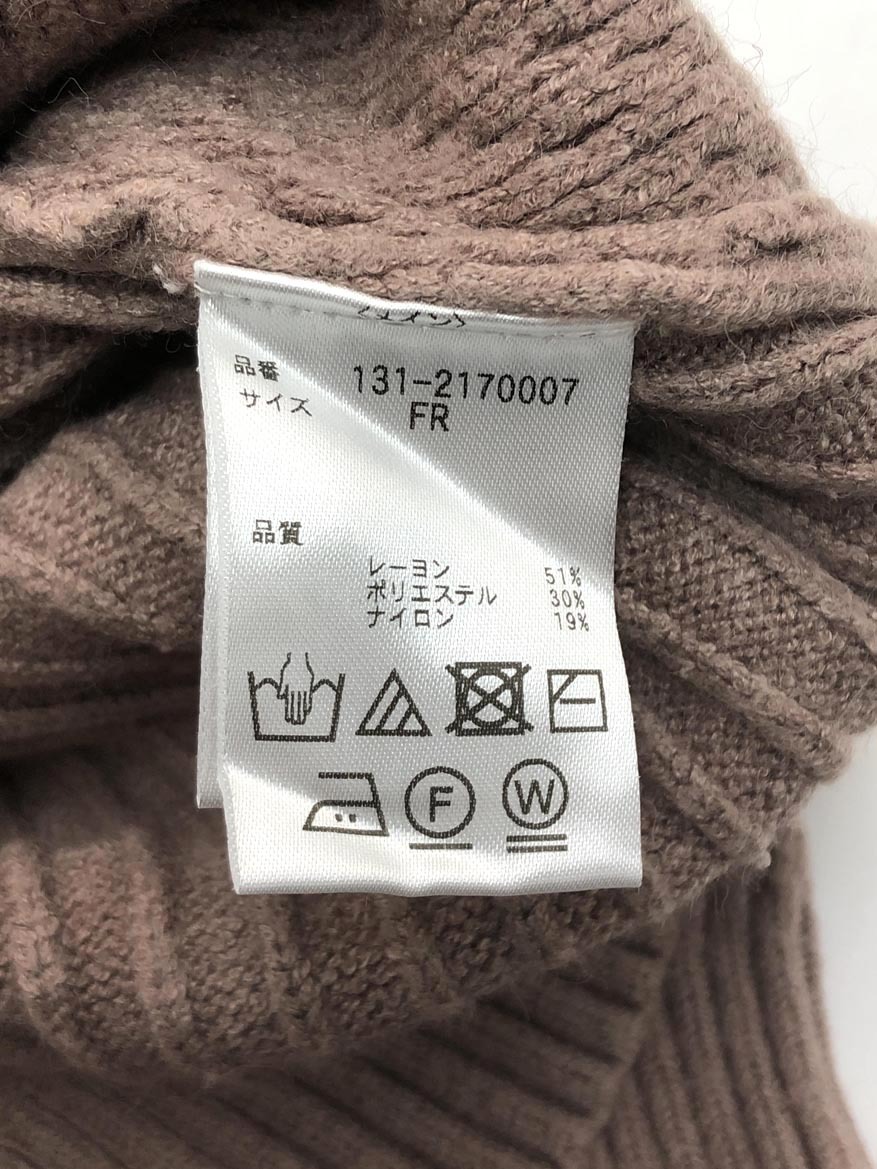 品番 131-2170007
サイズ FR
品質
レーヨン 51%
ポリエステル 30%
ナイロン 19%
F W